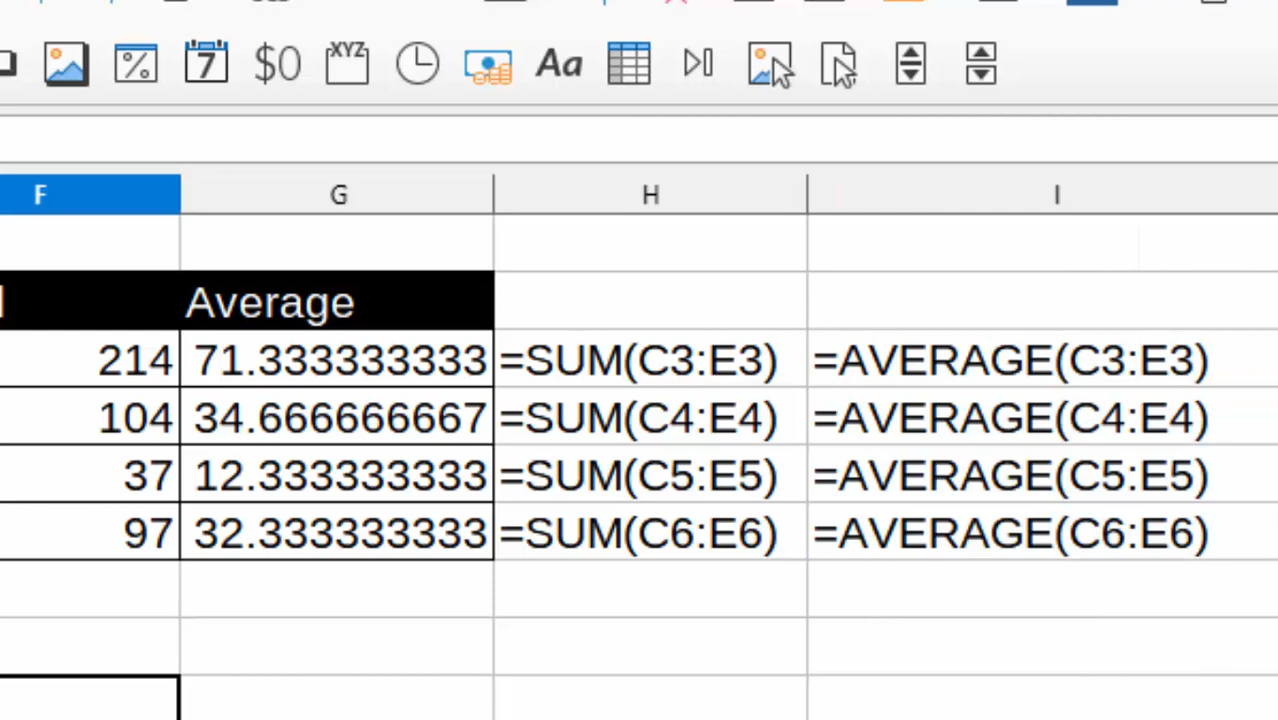 7 $0 XYZ Aa
F G H I
Average
214 71.333333333 =SUM(C3:E3) =AVERAGE(C3:E3)
104 34.666666667 =SUM(C4:E4) =AVERAGE(C4:E4)
37 12.333333333 =SUM(C5:E5) =AVERAGE(C5:E5)
97 32.333333333 =SUM(C6:E6) =AVERAGE(C6:E6)